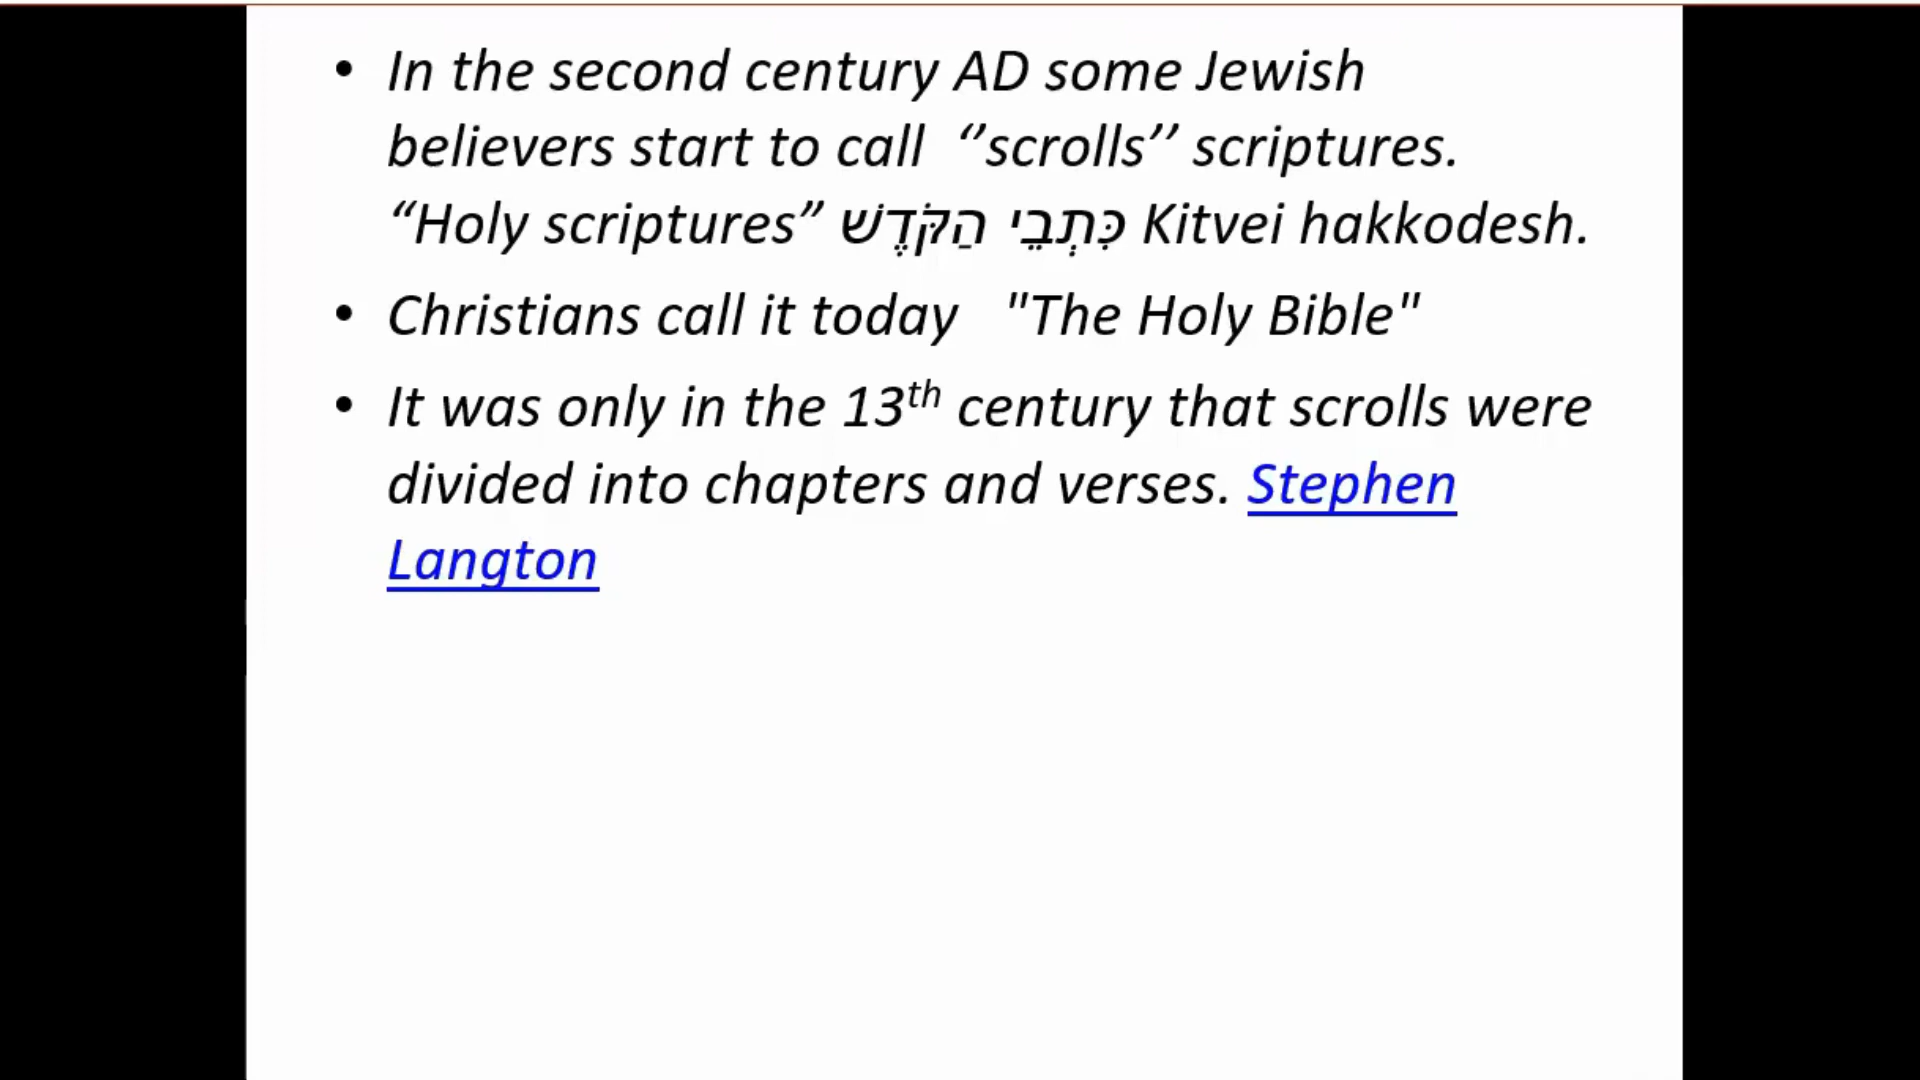 • In the second century AD some Jewish
believers start to call  ‘’scrolls’’ scriptures.
“Holy scriptures” כִּתְבֵי הַקֹּדֶשׁ Kitvei hakkodesh.
• Christians call it today   "The Holy Bible"
• It was only in the 13th century that scrolls were
divided into chapters and verses. Stephen
Langton